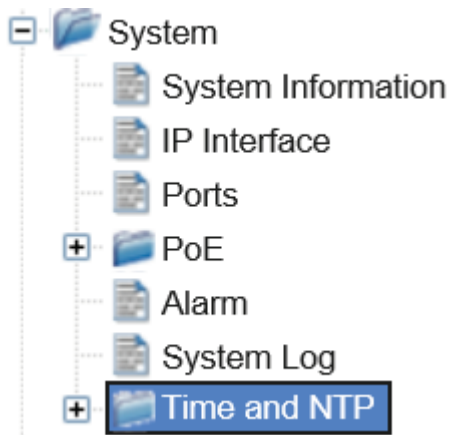 System
System Information
IP Interface
Ports
PoE
Alarm
System Log
Time and NTP